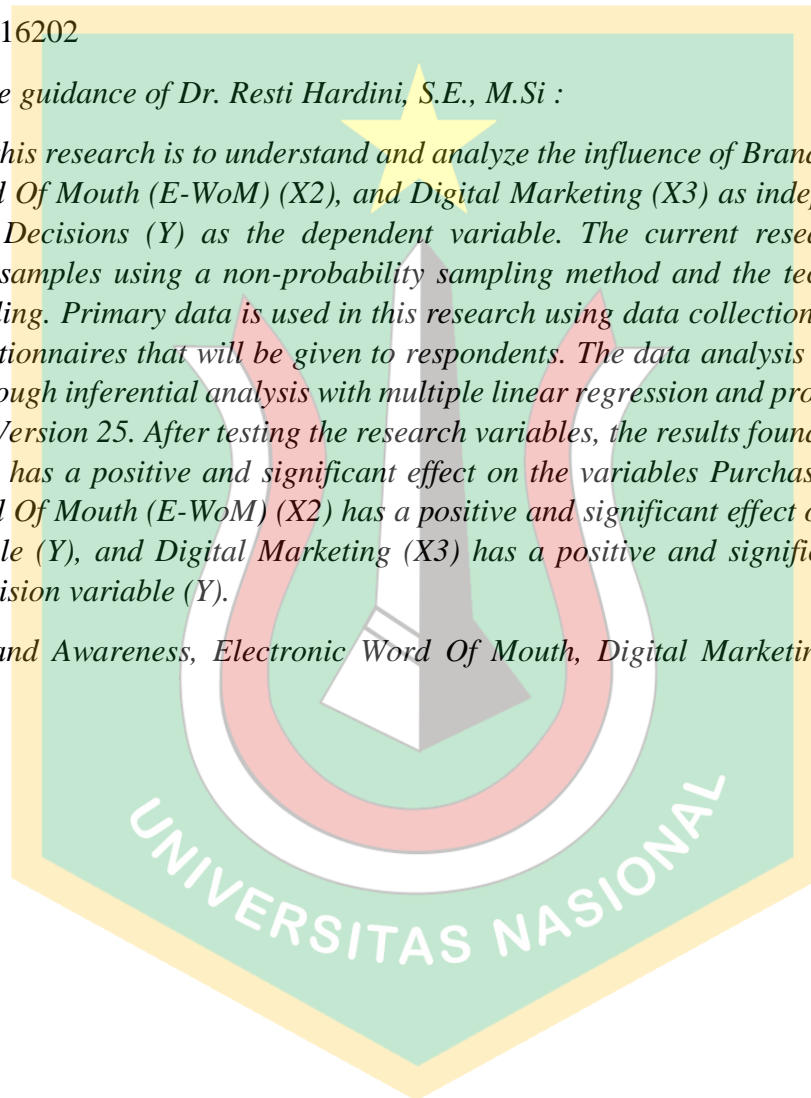 16202
e guidance of Dr. Resti Hardini, S.E., M.Si :
this research is to understand and analyze the influence of Brand
d Of Mouth (E-WoM) (X2), and Digital Marketing (X3) as indep
Decisions (Y) as the dependent variable. The current resea
samples using a non-probability sampling method and the tec
ling. Primary data is used in this research using data collection
tionnaires that will be given to respondents. The data analysis
ough inferential analysis with multiple linear regression and pro
Version 25. After testing the research variables, the results found
has a positive and significant effect on the variables Purchas
d Of Mouth (E-WoM) (X2) has a positive and significant effect o
le (Y), and Digital Marketing (X3) has a positive and signific
ision variable (Y).
and Awareness, Electronic Word Of Mouth, Digital Marketin
UNIVERSITAS NASIONAL